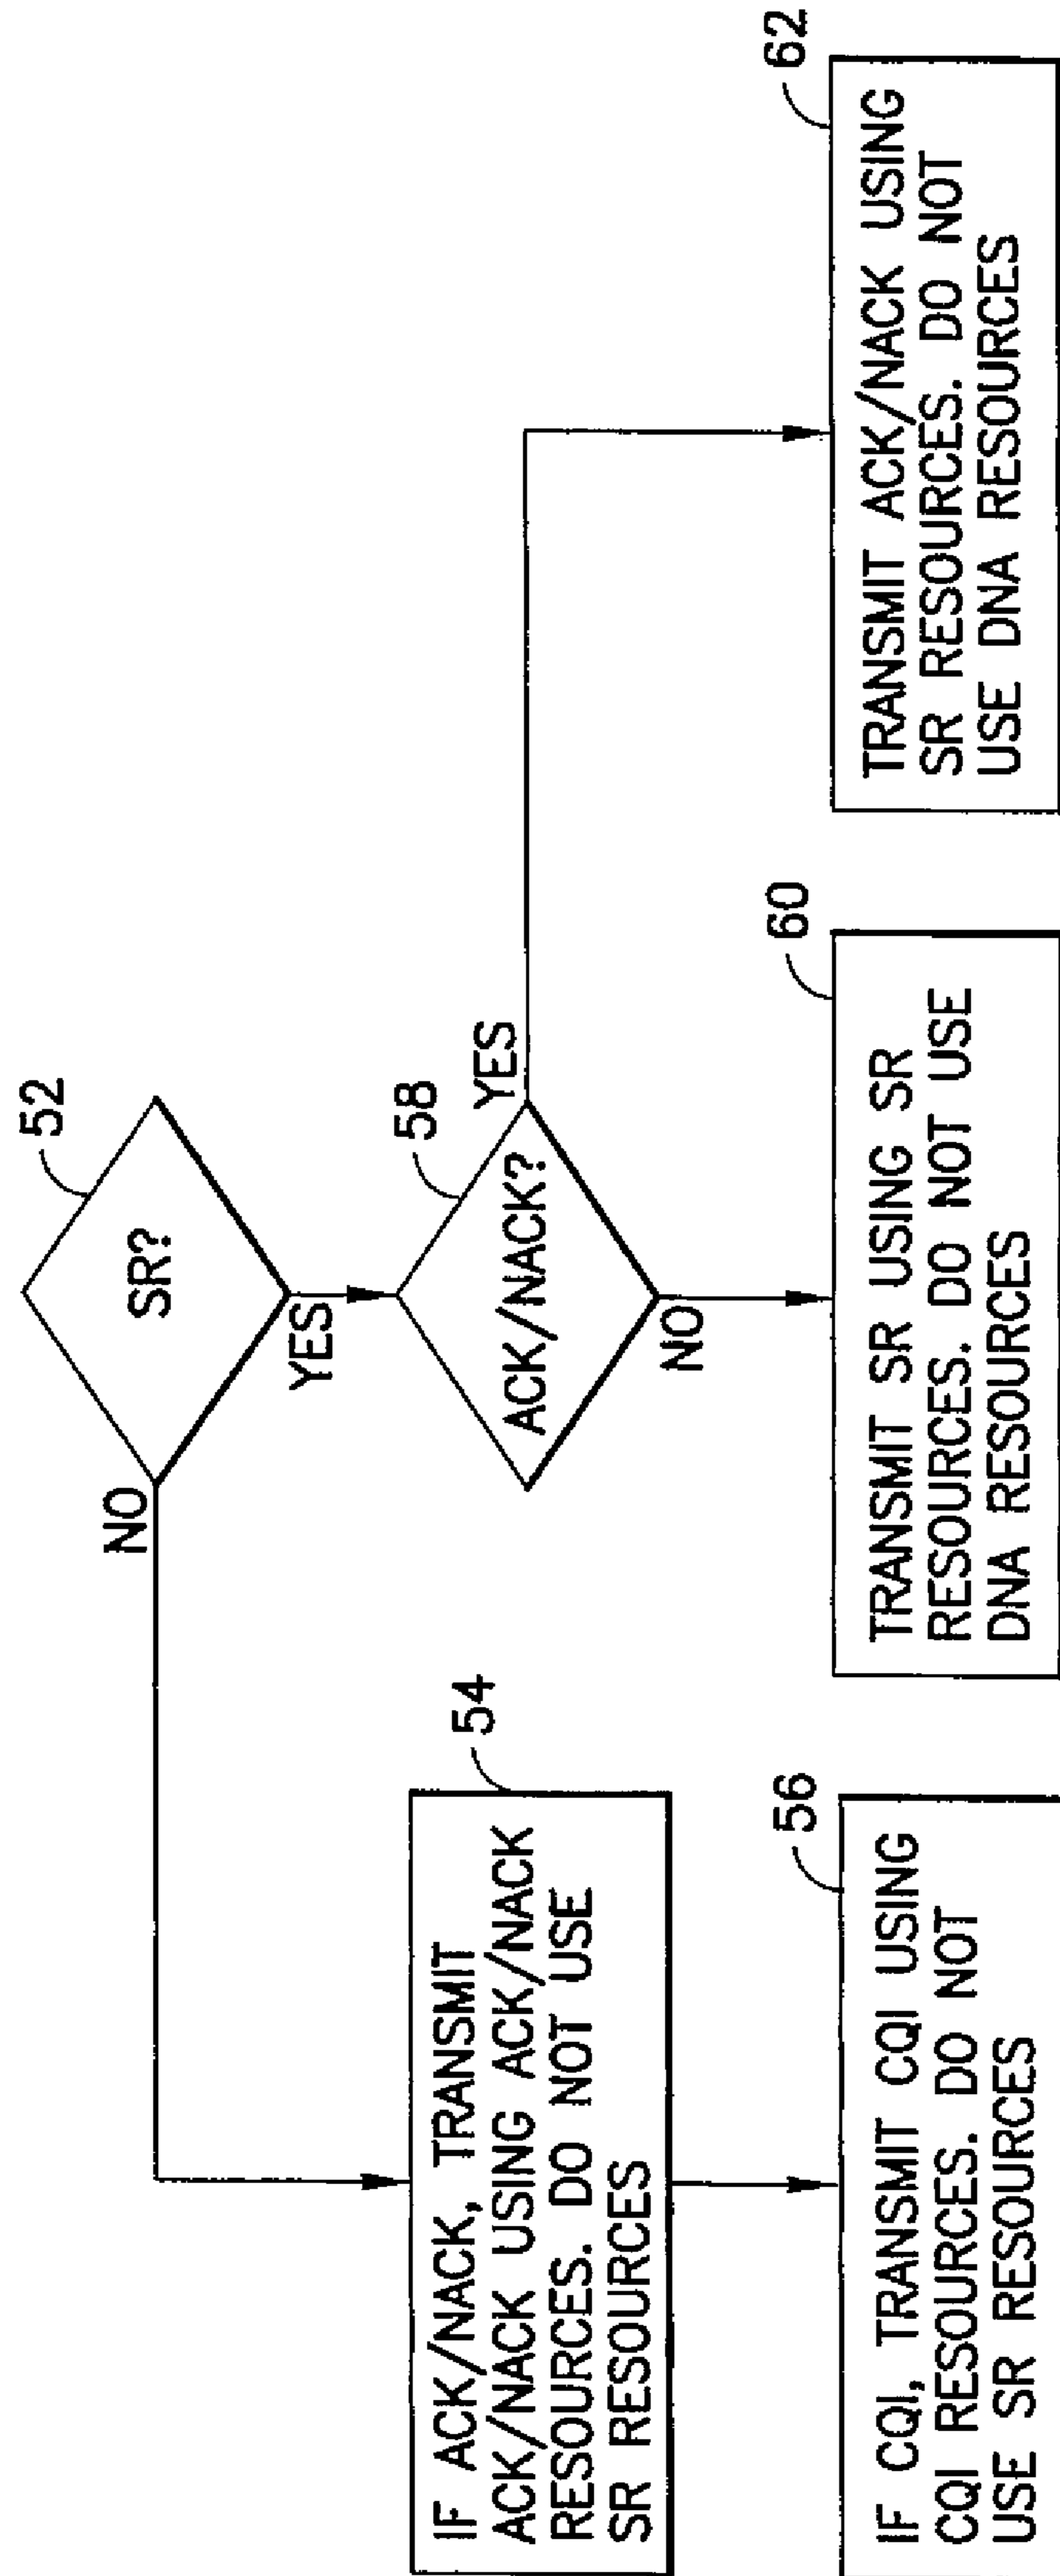 52
SR?
NO
YES
58
ACK/NACK?
YES
NO
54
IF ACK/NACK, TRANSMIT
ACK/NACK USING ACK/NACK
RESOURCES. DO NOT USE
SR RESOURCES
56
IF CQI, TRANSMIT CQI USING
CQI RESOURCES. DO NOT
USE SR RESOURCES
60
TRANSMIT SR USING SR
RESOURCES. DO NOT USE
DNA RESOURCES
62
TRANSMIT ACK/NACK USING
SR RESOURCES. DO NOT
USE DNA RESOURCES